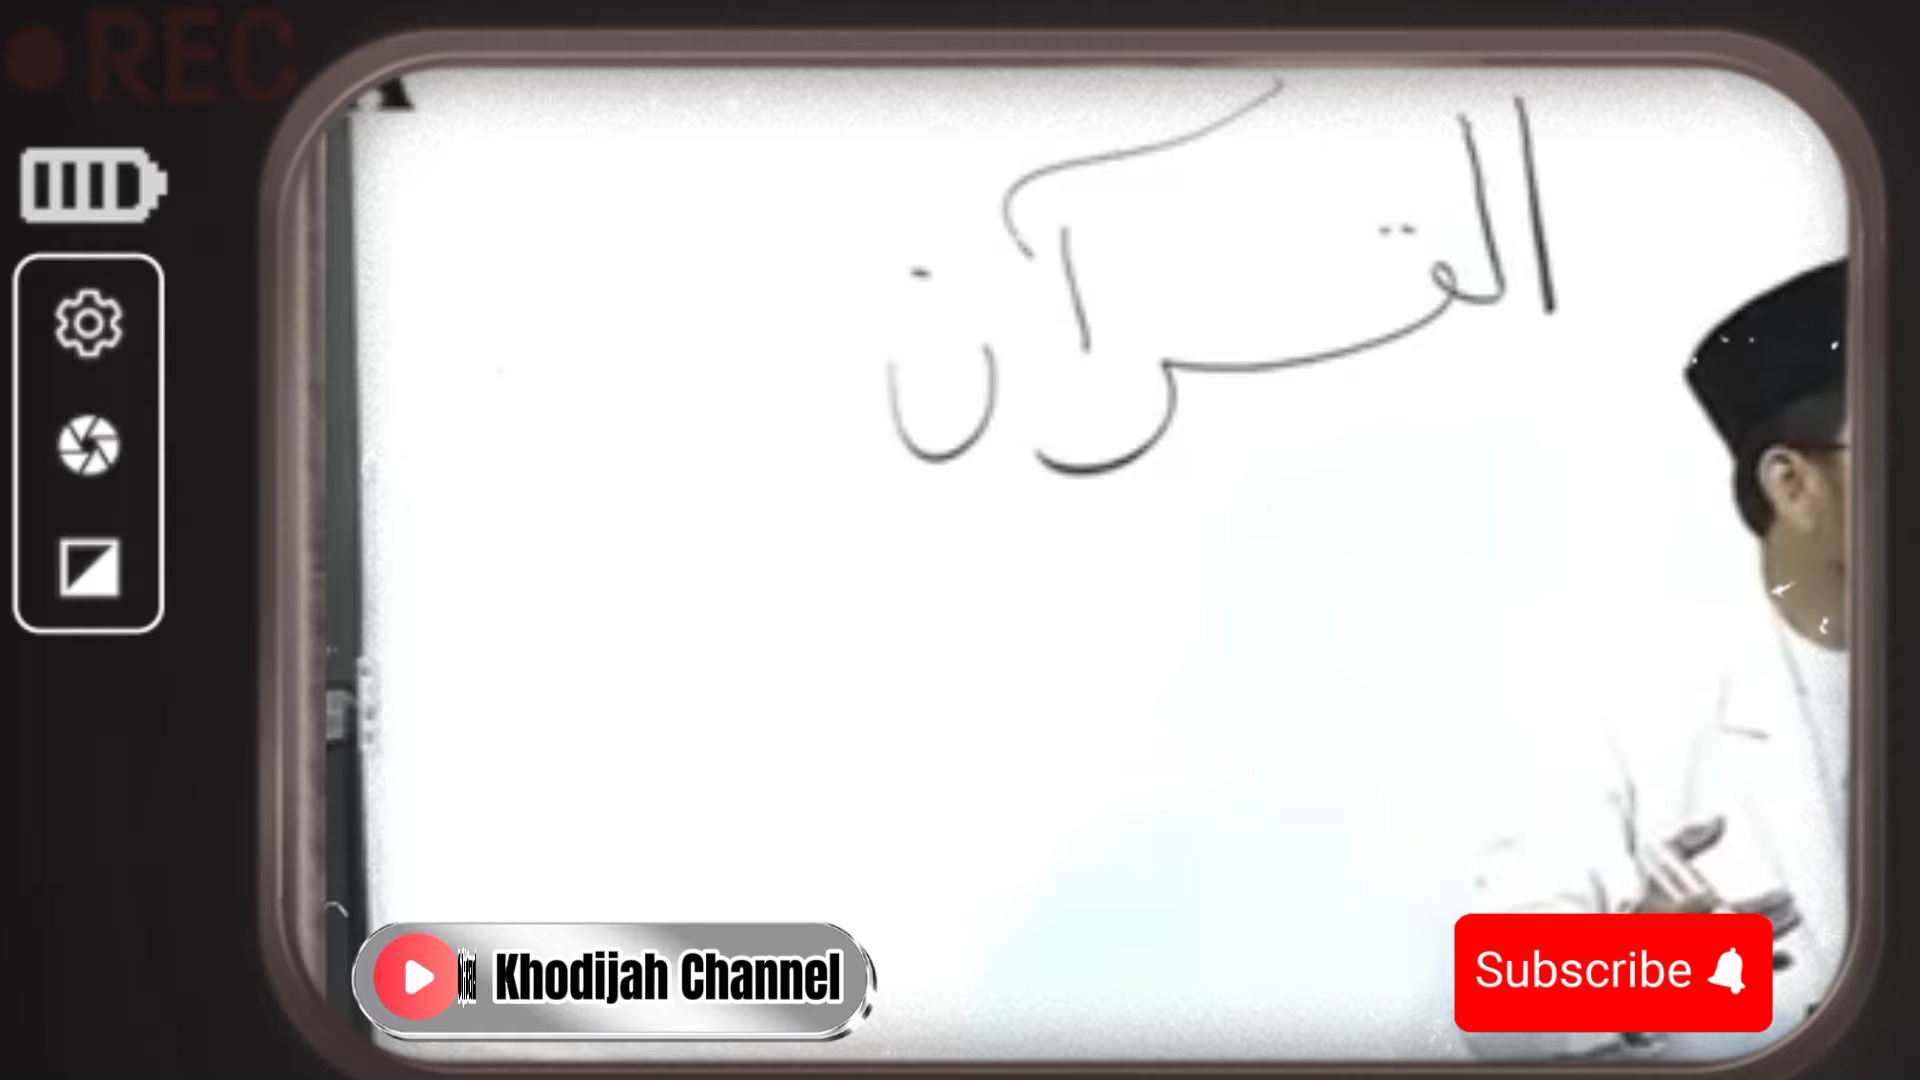 REC
القرآن
Khodijah Channel
Subscribe